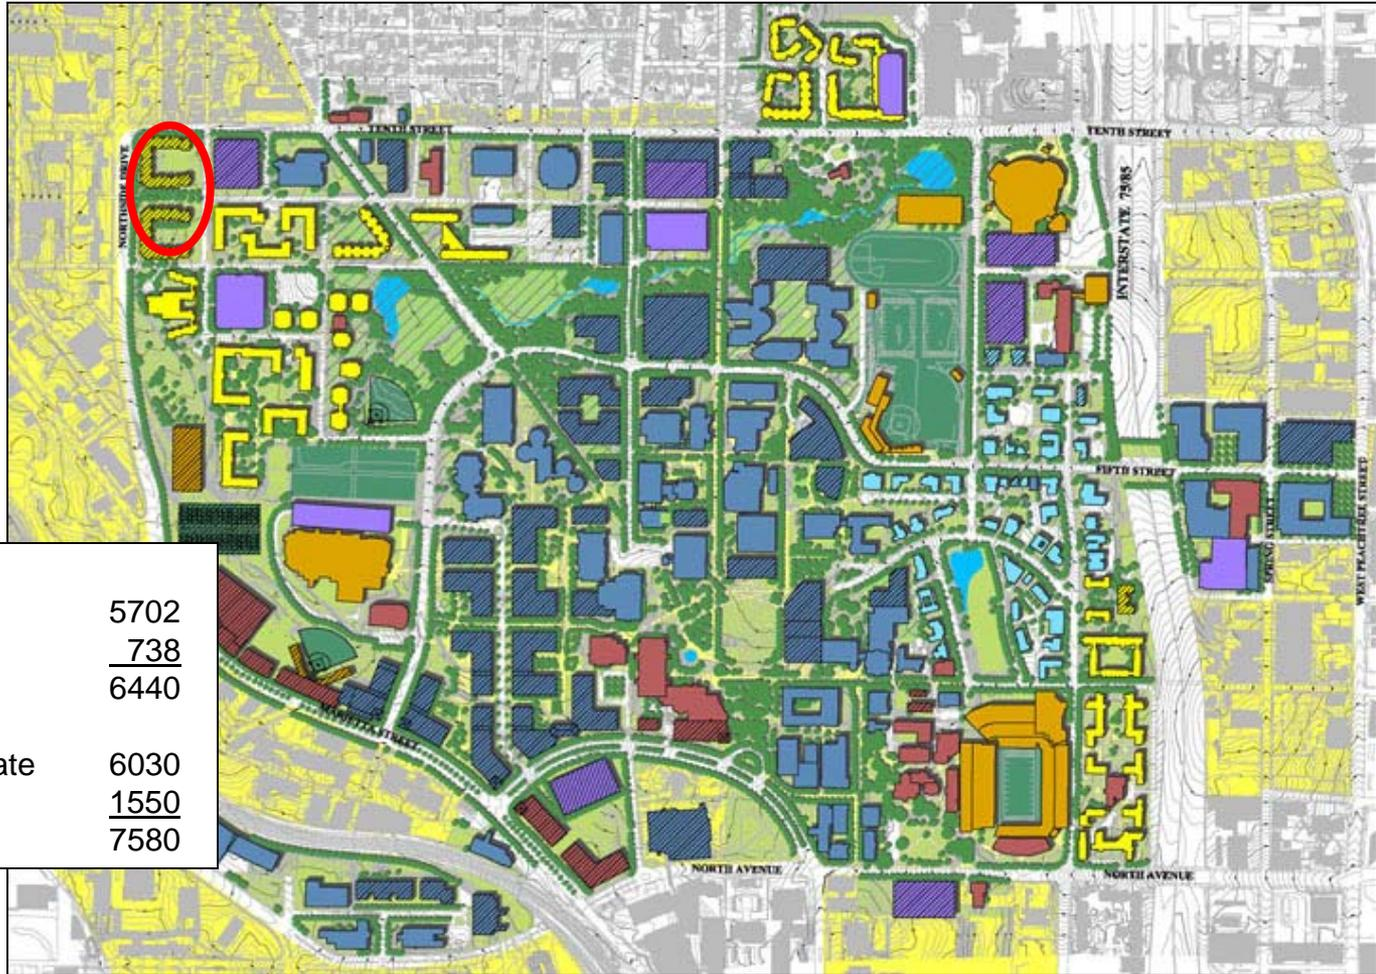 TENTH STREET
TENTH STREET
NORTHSIDE DRIVE
INTERSTATE 75/85
FIFTH STREET
SPRING STREET
WEST PEACHTREE STREET
5702
738
6440
ate 6030
1550
7580
MARIETTA STREET
NORTH AVENUE
NORTH AVENUE